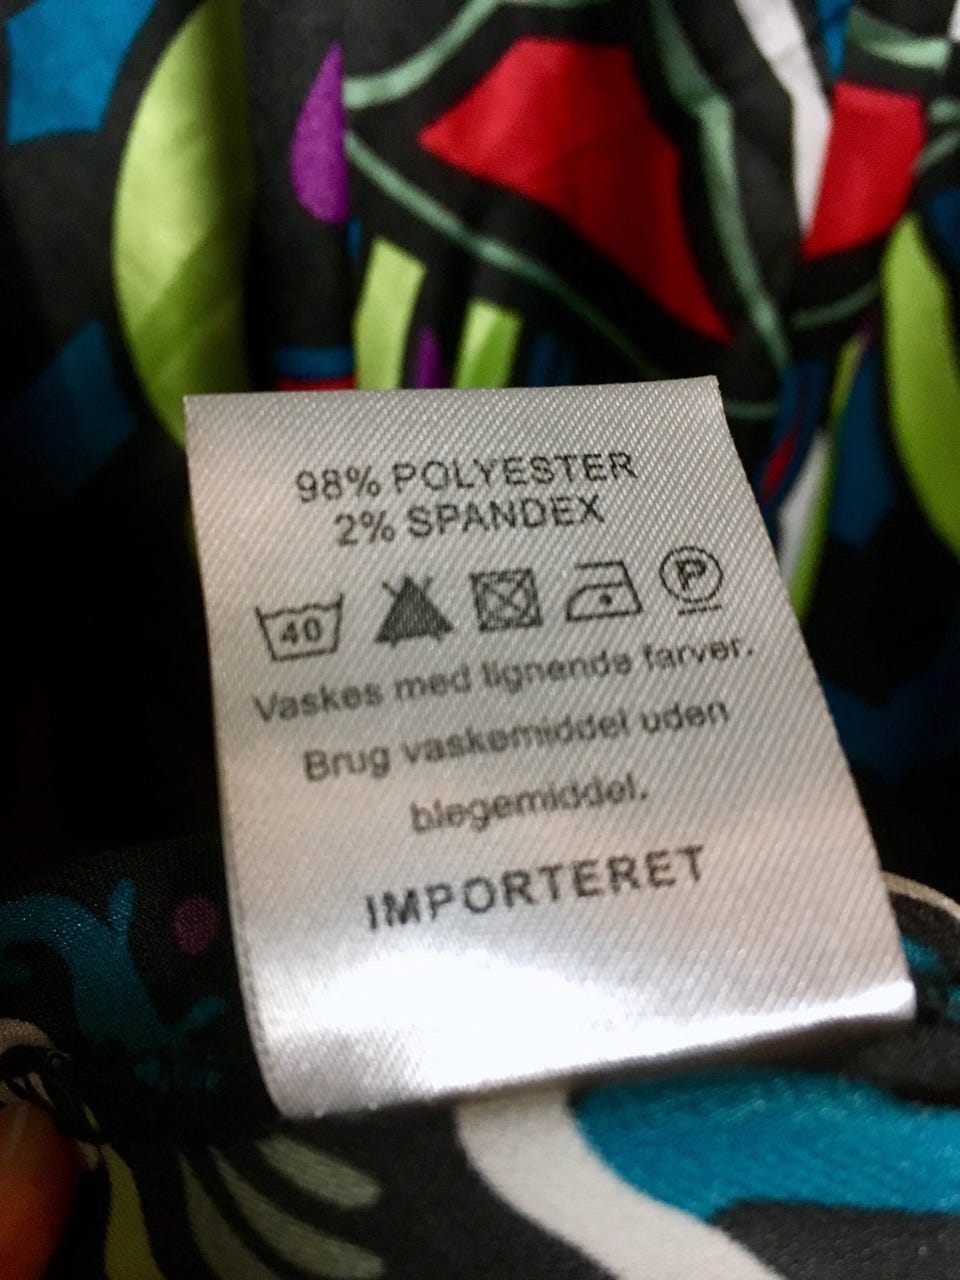 98% POLYESTER
2% SPANDEX
40 P
Vaskes med lignende farver.
Brug vaskemiddel uden
blegemiddel.
IMPORTERET